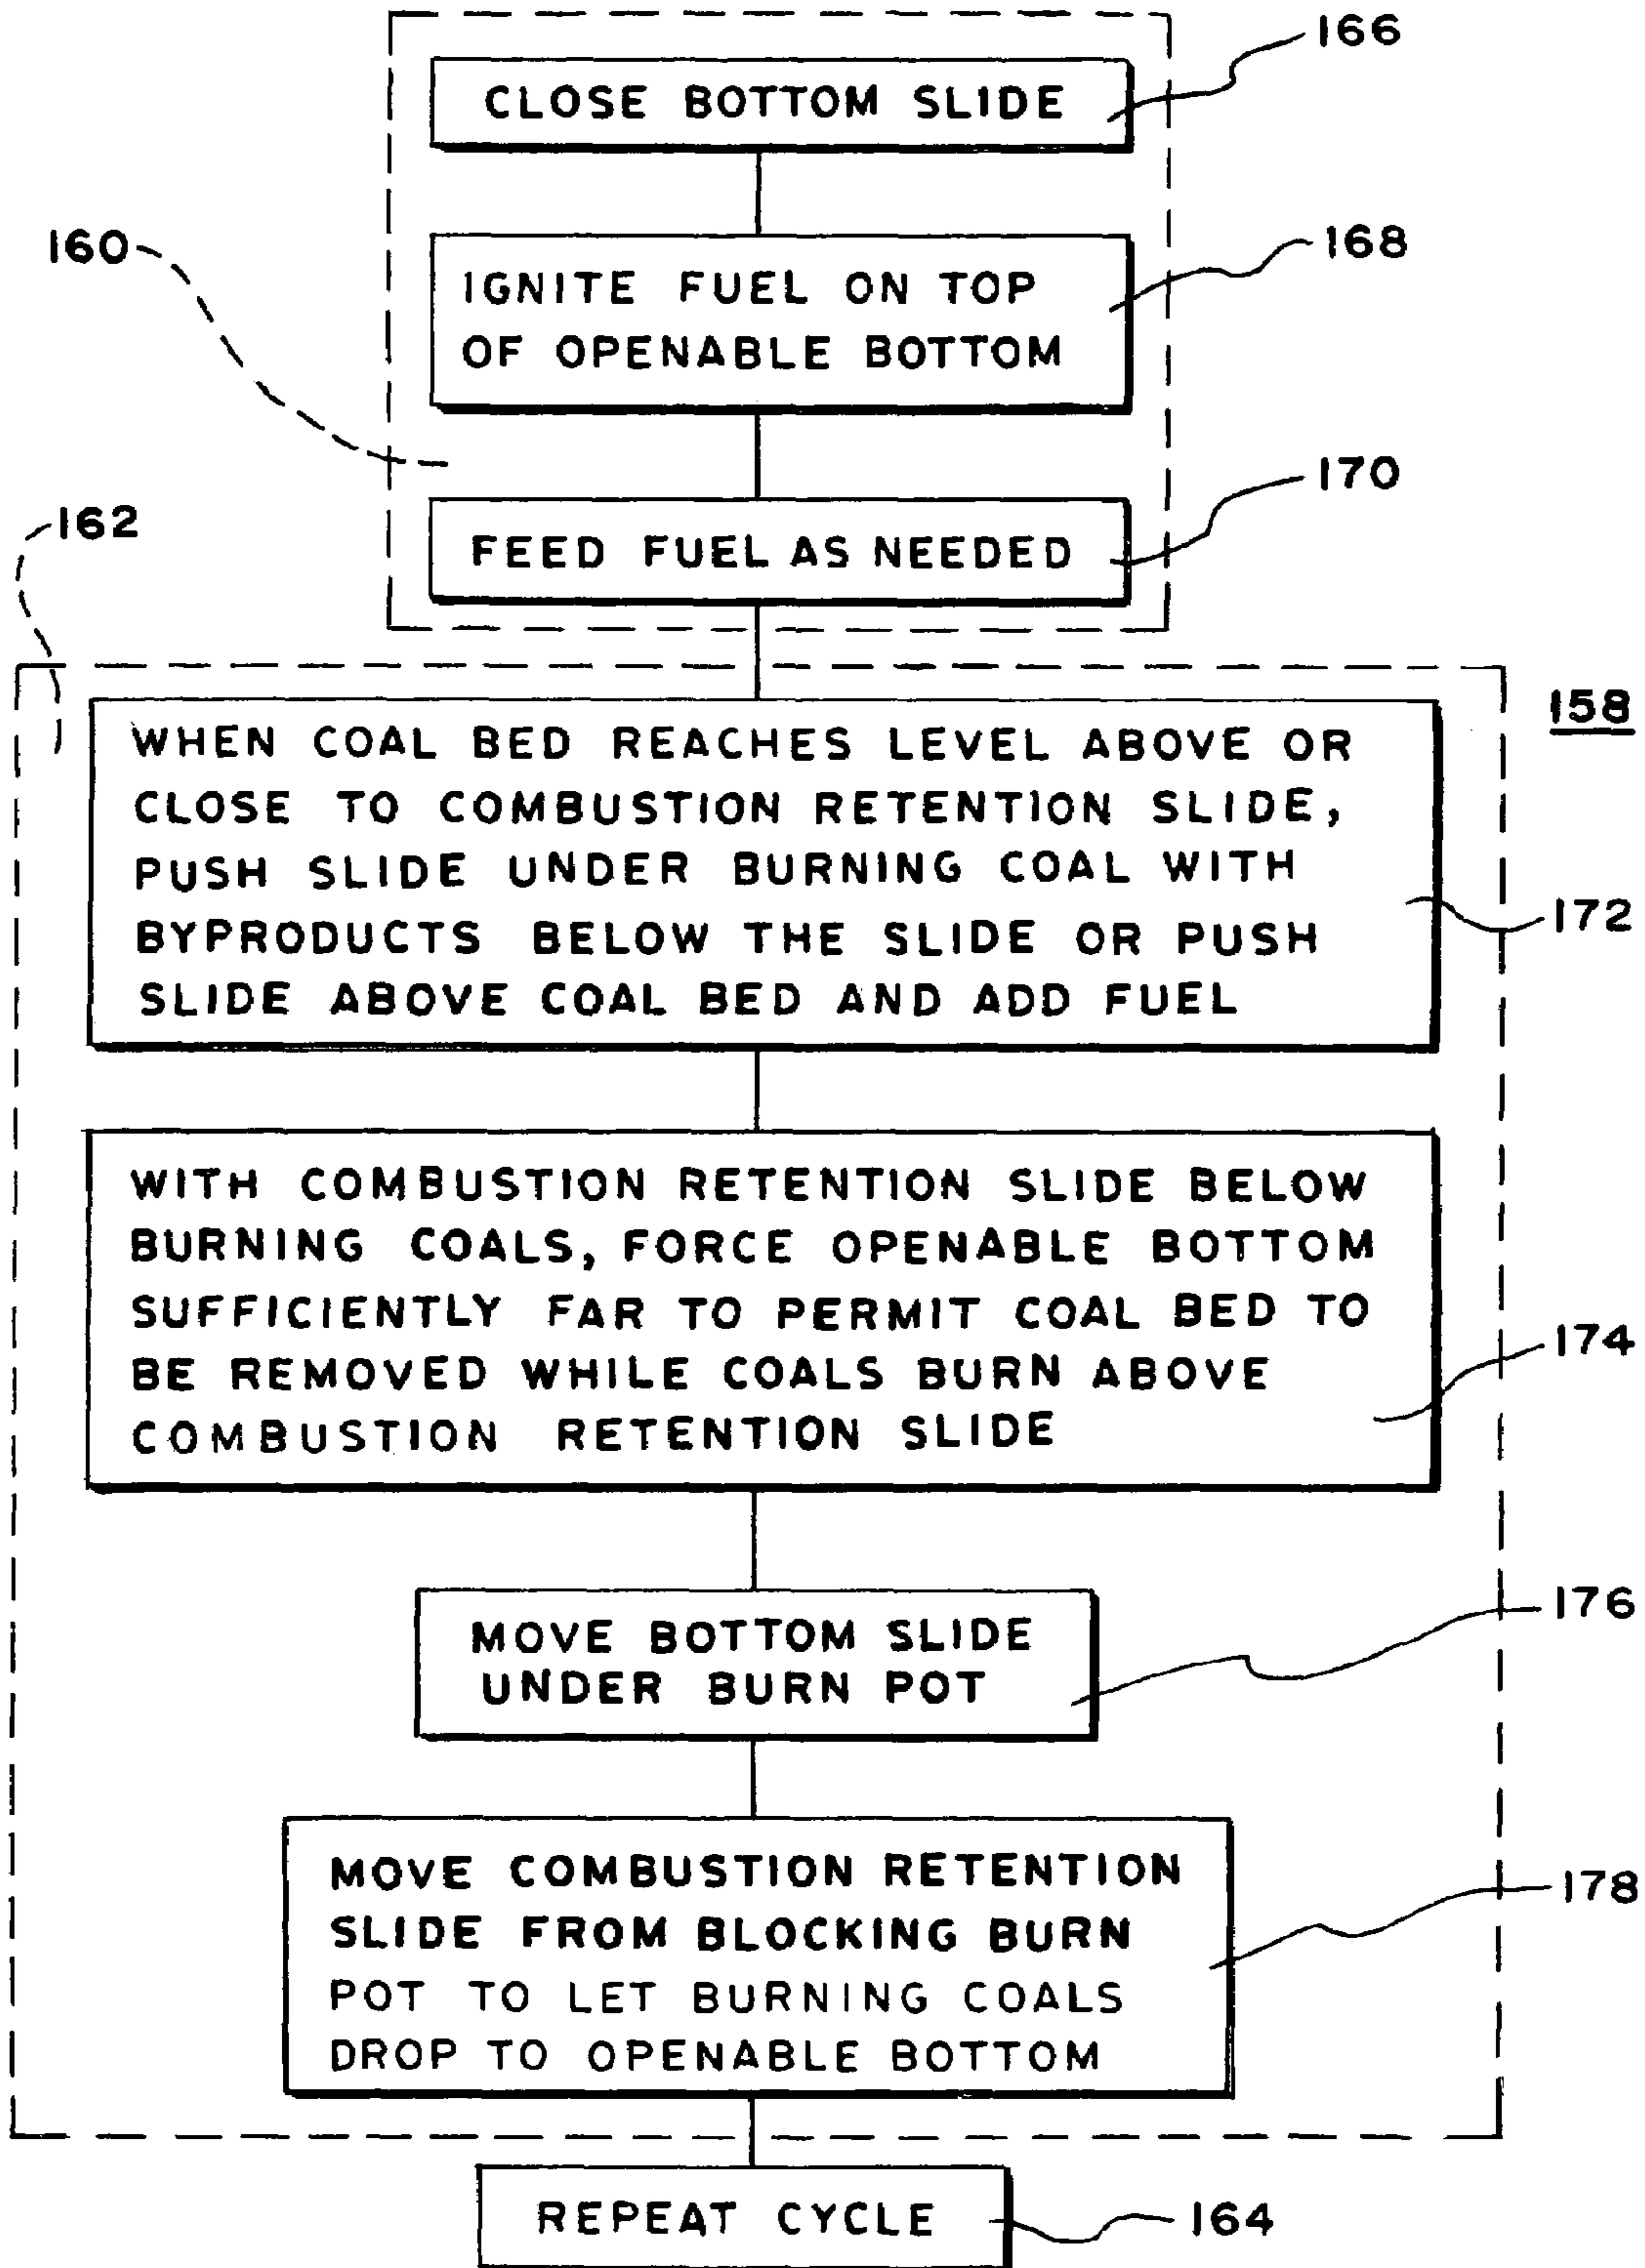 CLOSE BOTTOM SLIDE
166
IGNITE FUEL ON TOP
OF OPENABLE BOTTOM
168
160
FEED FUEL AS NEEDED
170
162
158
WHEN COAL BED REACHES LEVEL ABOVE OR
CLOSE TO COMBUSTION RETENTION SLIDE,
PUSH SLIDE UNDER BURNING COAL WITH
BYPRODUCTS BELOW THE SLIDE OR PUSH
SLIDE ABOVE COAL BED AND ADD FUEL
172
WITH COMBUSTION RETENTION SLIDE BELOW
BURNING COALS, FORCE OPENABLE BOTTOM
SUFFICIENTLY FAR TO PERMIT COAL BED TO
BE REMOVED WHILE COALS BURN ABOVE
COMBUSTION RETENTION SLIDE
174
MOVE BOTTOM SLIDE
UNDER BURN POT
176
MOVE COMBUSTION RETENTION
SLIDE FROM BLOCKING BURN
POT TO LET BURNING COALS
DROP TO OPENABLE BOTTOM
178
REPEAT CYCLE
164